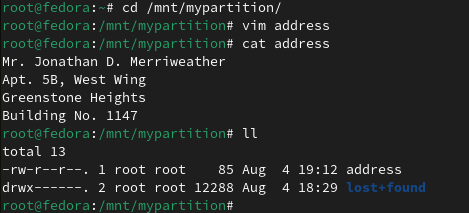 root@fedora:~# cd /mnt/mypartition/
root@fedora:/mnt/mypartition# vim address
root@fedora:/mnt/mypartition# cat address
Mr. Jonathan D. Merriweather
Apt. 5B, West Wing
Greenstone Heights
Building No. 1147
root@fedora:/mnt/mypartition# ll
total 13
-rw-r--r--. 1 root root    85 Aug  4 19:12 address
drwx------. 2 root root 12288 Aug  4 18:29 lost+found
root@fedora:/mnt/mypartition#